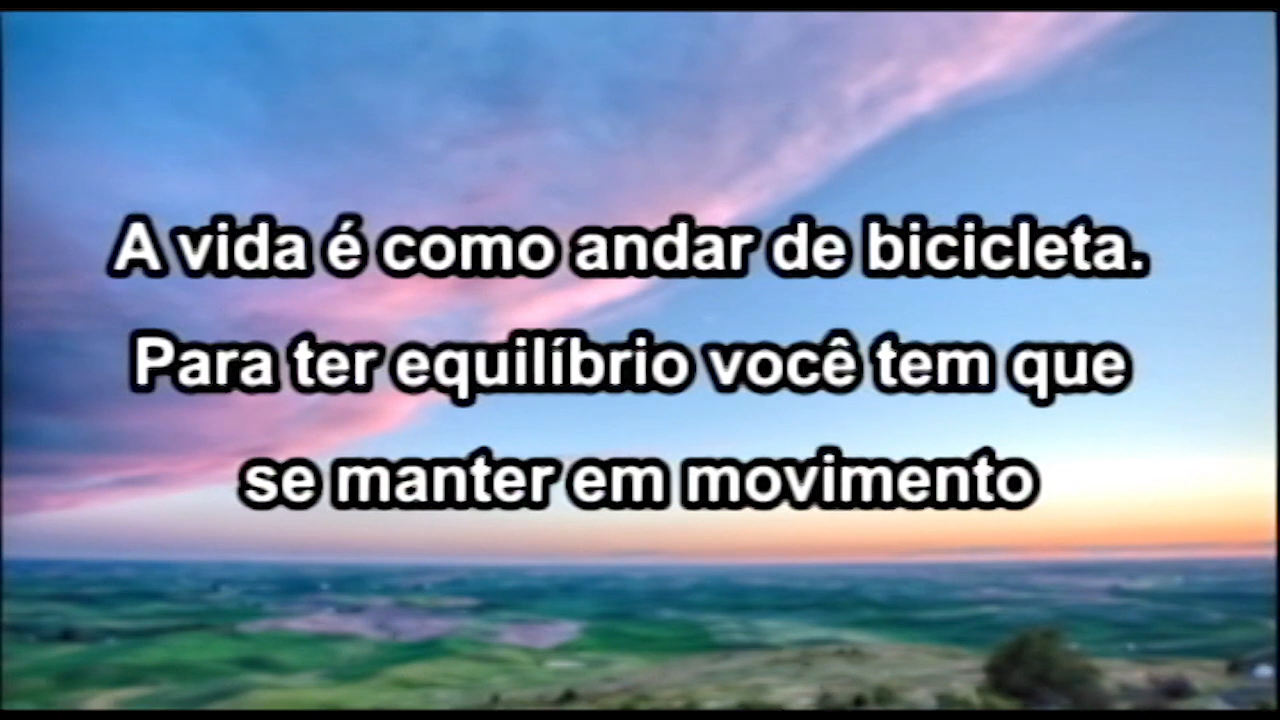 A vida é como andar de bicicleta.
Para ter equilíbrio você tem que
se manter em movimento